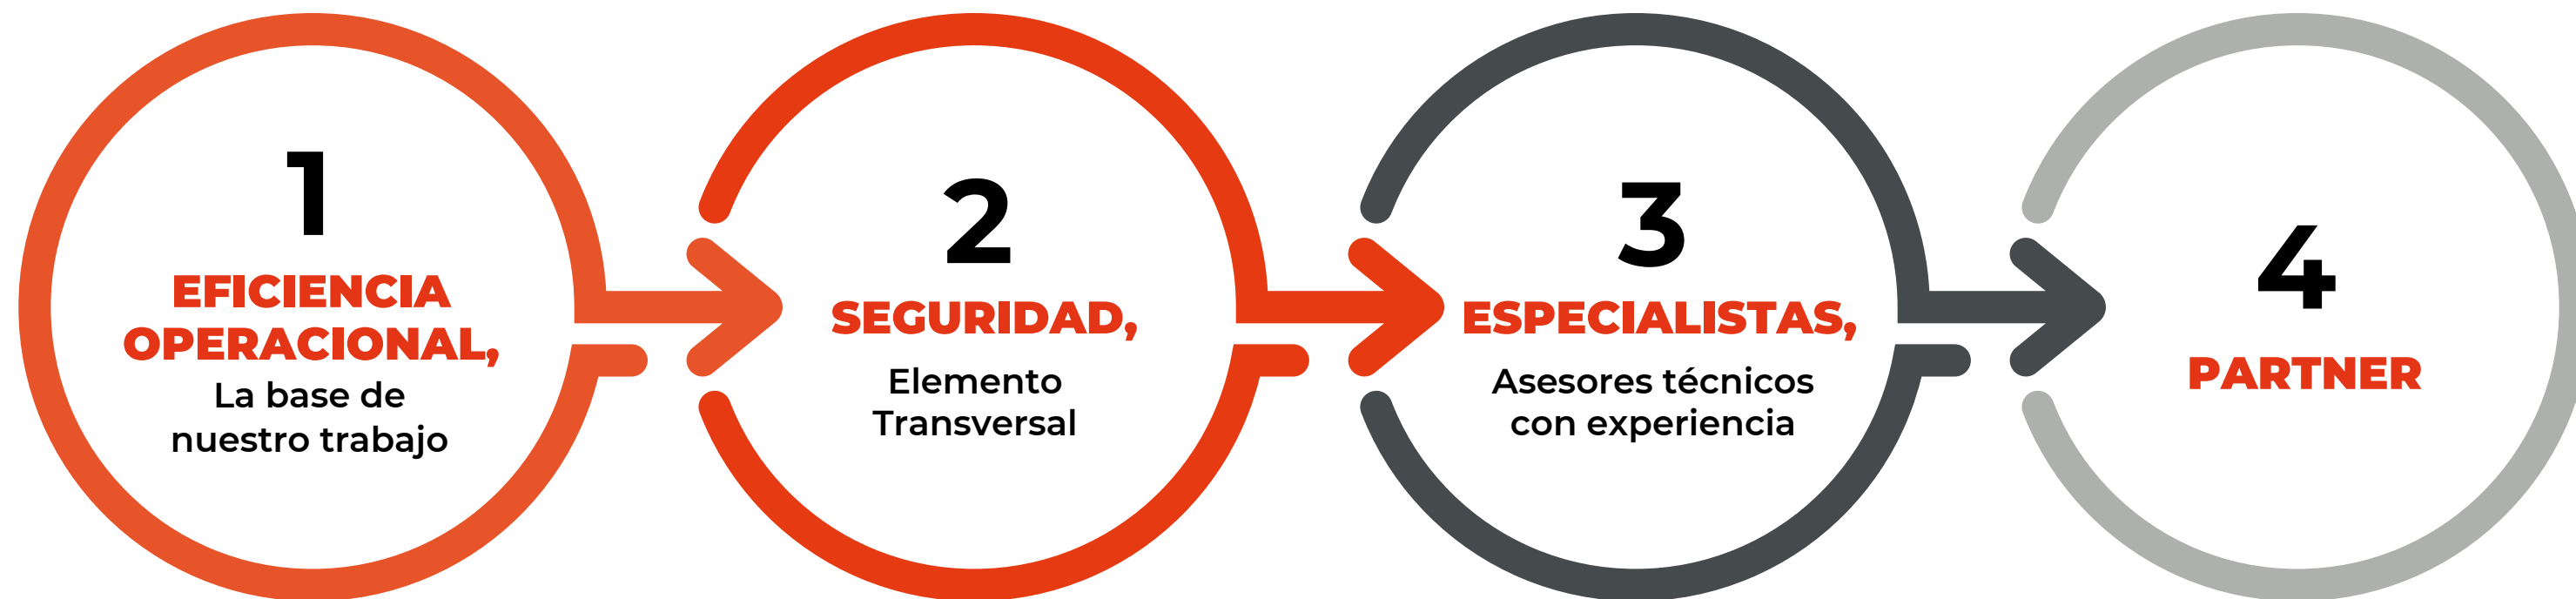 1
EFICIENCIA
OPERACIONAL,
La base de
nuestro trabajo
2
SEGURIDAD,
Elemento
Transversal
3
ESPECIALISTAS,
Asesores técnicos
con experiencia
4
PARTNER